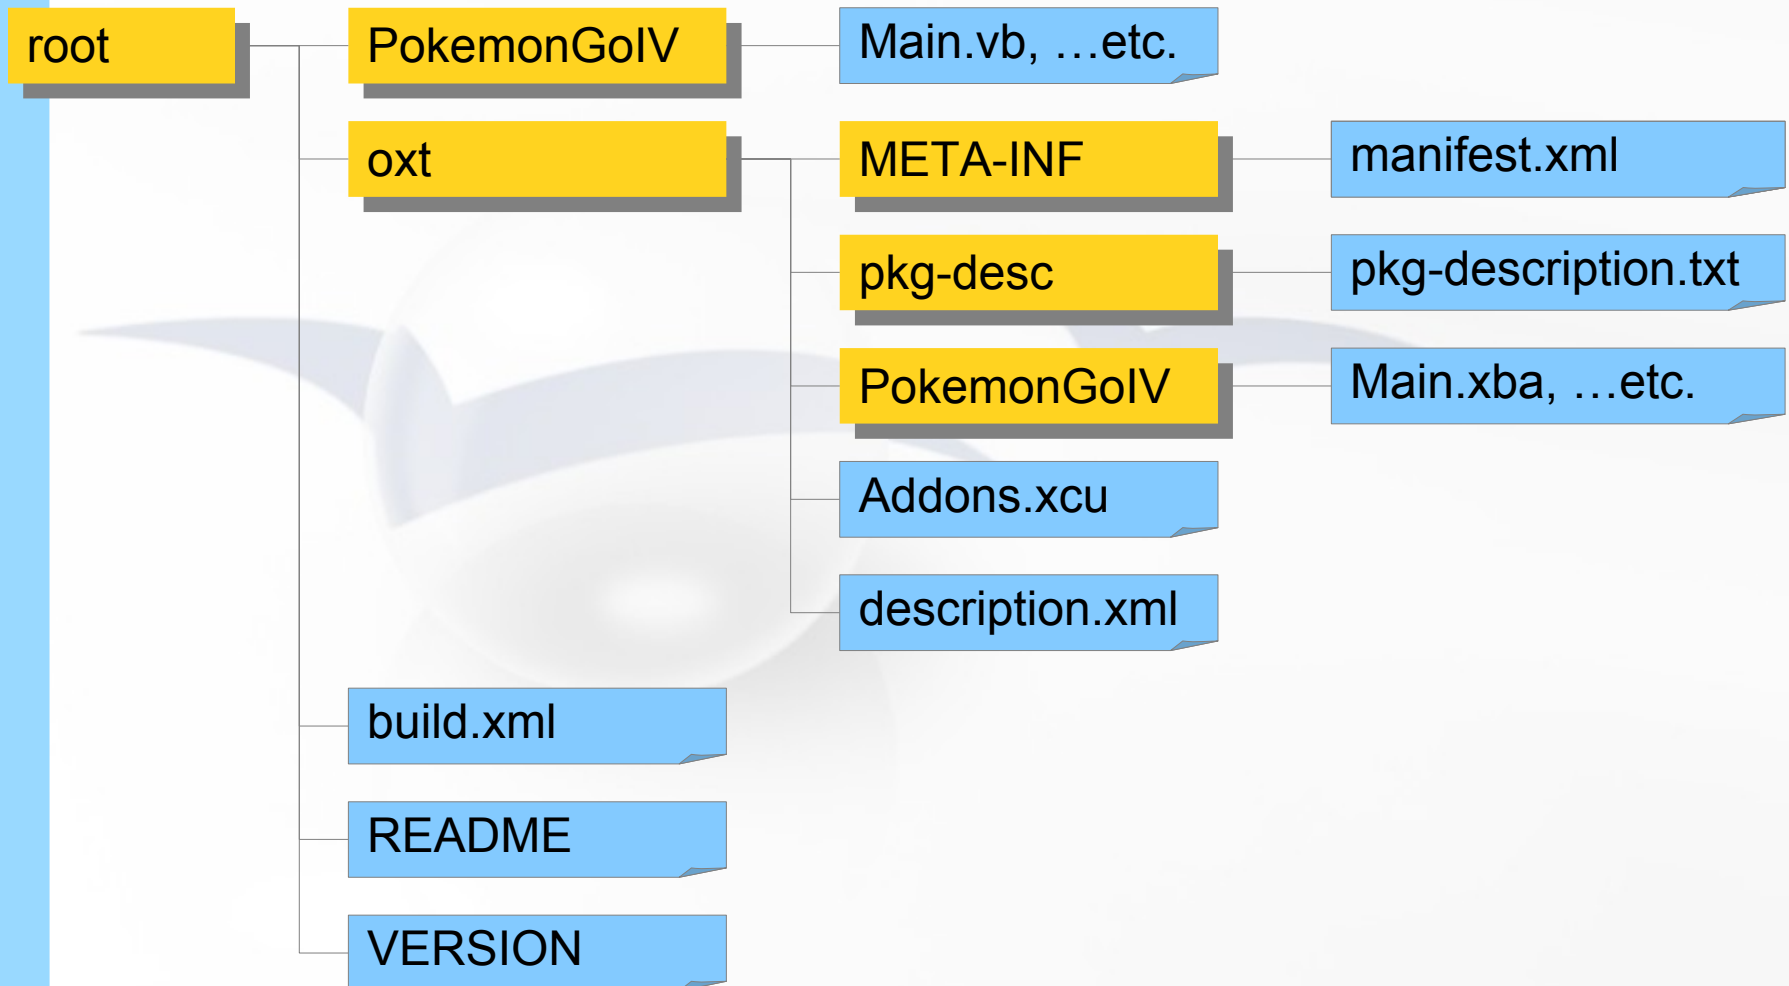 root
PokemonGoIV
Main.vb, …etc.
oxt
META-INF
manifest.xml
pkg-desc
pkg-description.txt
PokemonGoIV
Main.xba, …etc.
Addons.xcu
description.xml
build.xml
README
VERSION